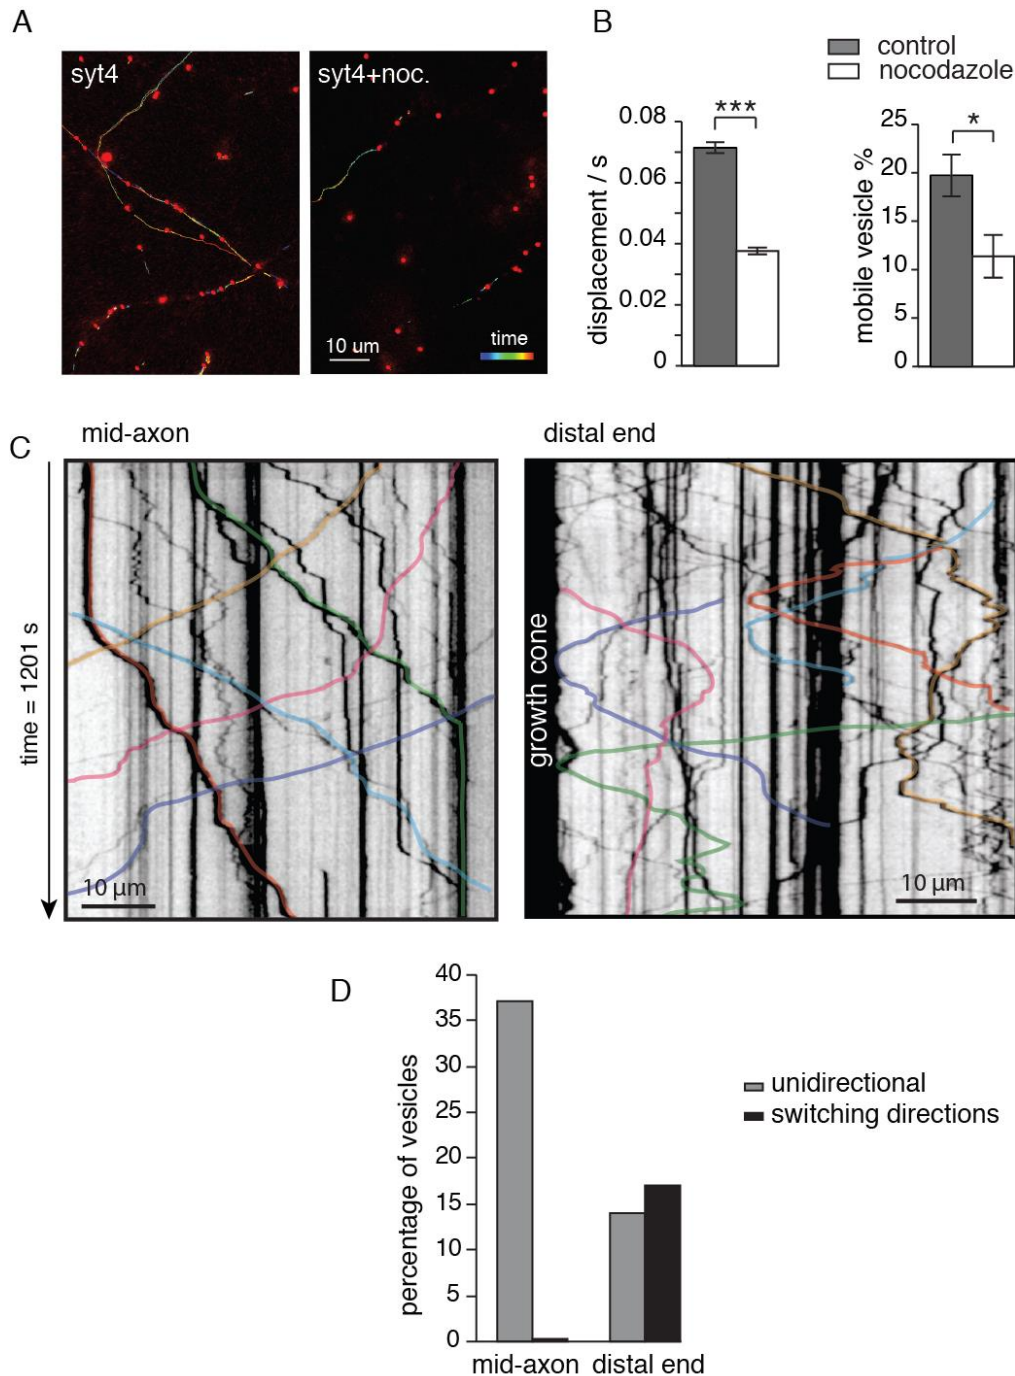 A
syt4
syt4+noc.
10 um
time
B
control
nocodazole
***
displacement / s
0.08
0.06
0.04
0.02
0
*
mobile vesicle %
25
20
15
10
5
0
C
mid-axon
distal end
time = 1201 s
10 µm
growth cone
10 µm
D
percentage of vesicles
40
35
30
25
20
15
10
5
0
mid-axon
distal end
unidirectional
switching directions